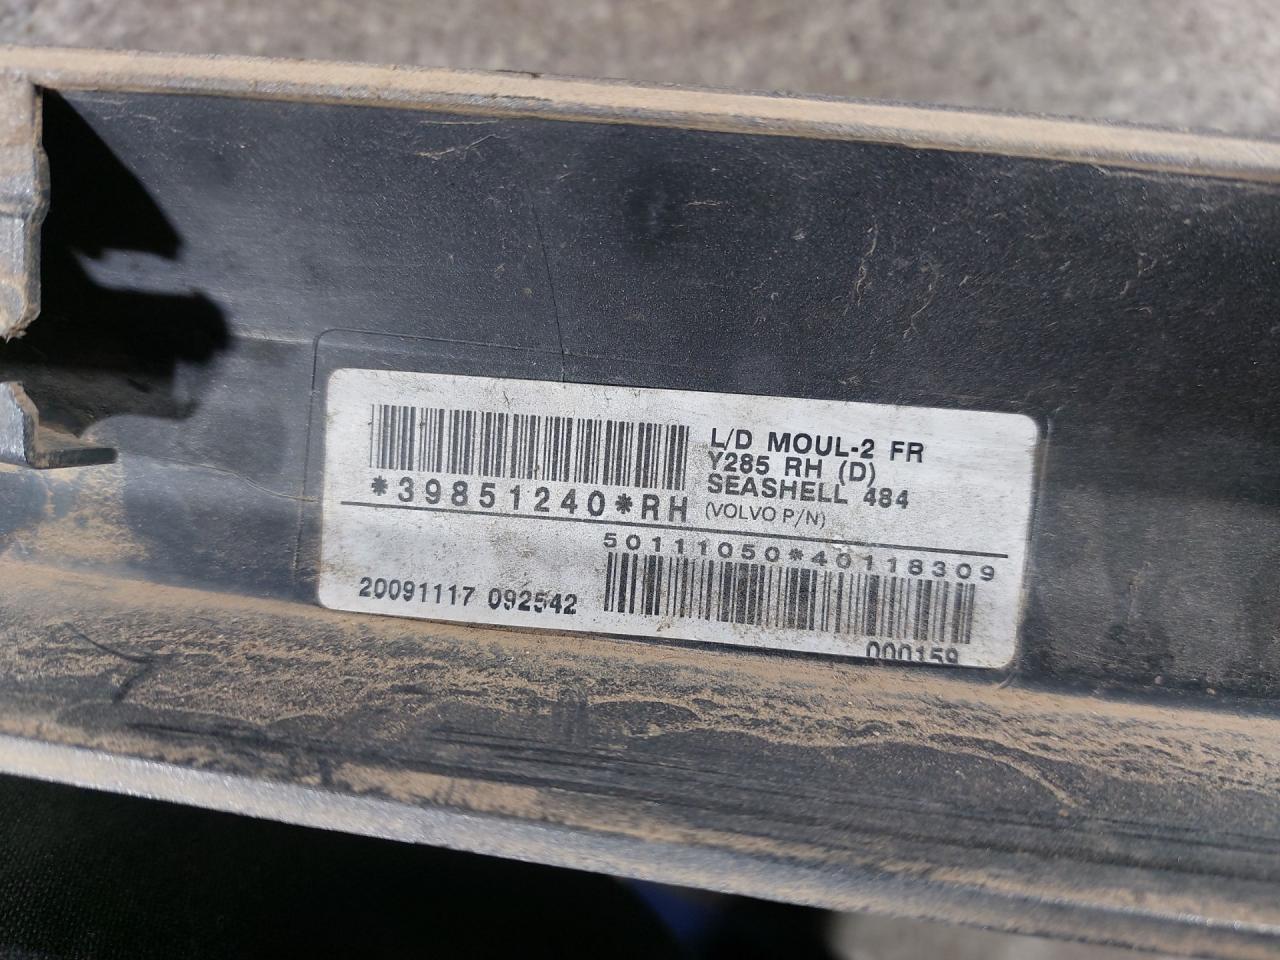 L/D MOUL-2 FR
Y285 RH (D)
SEASHELL 484
*39851240*RH
(VOLVO P/N)
50111050*40118309
20091117 092542
000159